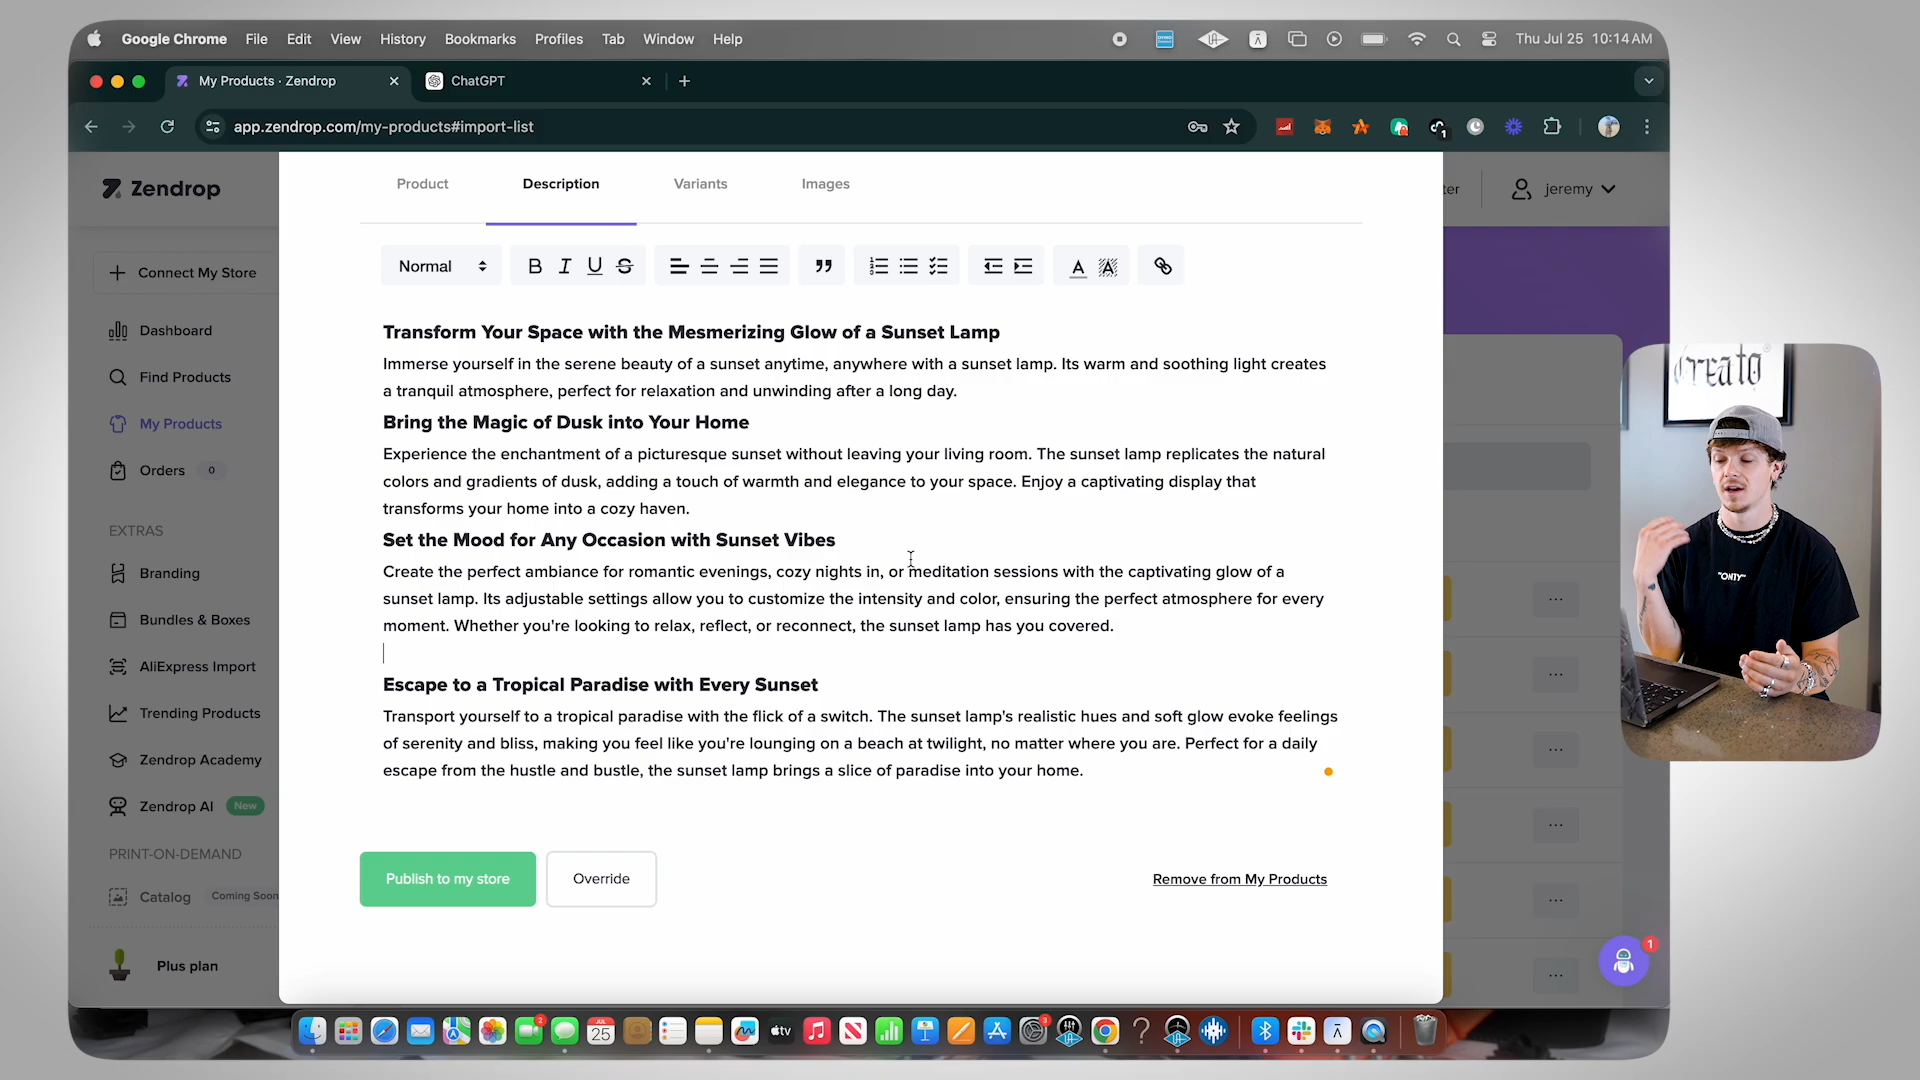 Google Chrome File Edit View History Bookmarks Profiles Tab Window Help Thu Jul 25 10:14 AM
My Products · Zendrop ChatGPT
app.zendrop.com/my-products#import-list
Zendrop
Product Description Variants Images
ter jeremy
Connect My Store
Normal
Dashboard
Find Products
My Products
Orders 0
EXTRAS
Branding
Bundles & Boxes
AliExpress Import
Trending Products
Zendrop Academy
Zendrop AI New
PRINT-ON-DEMAND
Catalog Coming Soon
Plus plan
Transform Your Space with the Mesmerizing Glow of a Sunset Lamp
Immerse yourself in the serene beauty of a sunset anytime, anywhere with a sunset lamp. Its warm and soothing light creates
a tranquil atmosphere, perfect for relaxation and unwinding after a long day.
Bring the Magic of Dusk into Your Home
Experience the enchantment of a picturesque sunset without leaving your living room. The sunset lamp replicates the natural
colors and gradients of dusk, adding a touch of warmth and elegance to your space. Enjoy a captivating display that
transforms your home into a cozy haven.
Set the Mood for Any Occasion with Sunset Vibes
Create the perfect ambiance for romantic evenings, cozy nights in, or meditation sessions with the captivating glow of a
sunset lamp. Its adjustable settings allow you to customize the intensity and color, ensuring the perfect atmosphere for every
moment. Whether you're looking to relax, reflect, or reconnect, the sunset lamp has you covered.
Escape to a Tropical Paradise with Every Sunset
Transport yourself to a tropical paradise with the flick of a switch. The sunset lamp's realistic hues and soft glow evoke feelings
of serenity and bliss, making you feel like you're lounging on a beach at twilight, no matter where you are. Perfect for a daily
escape from the hustle and bustle, the sunset lamp brings a slice of paradise into your home.
Publish to my store Override Remove from My Products
1
Creato
"ONTY"
JUL
25
2
tv
3